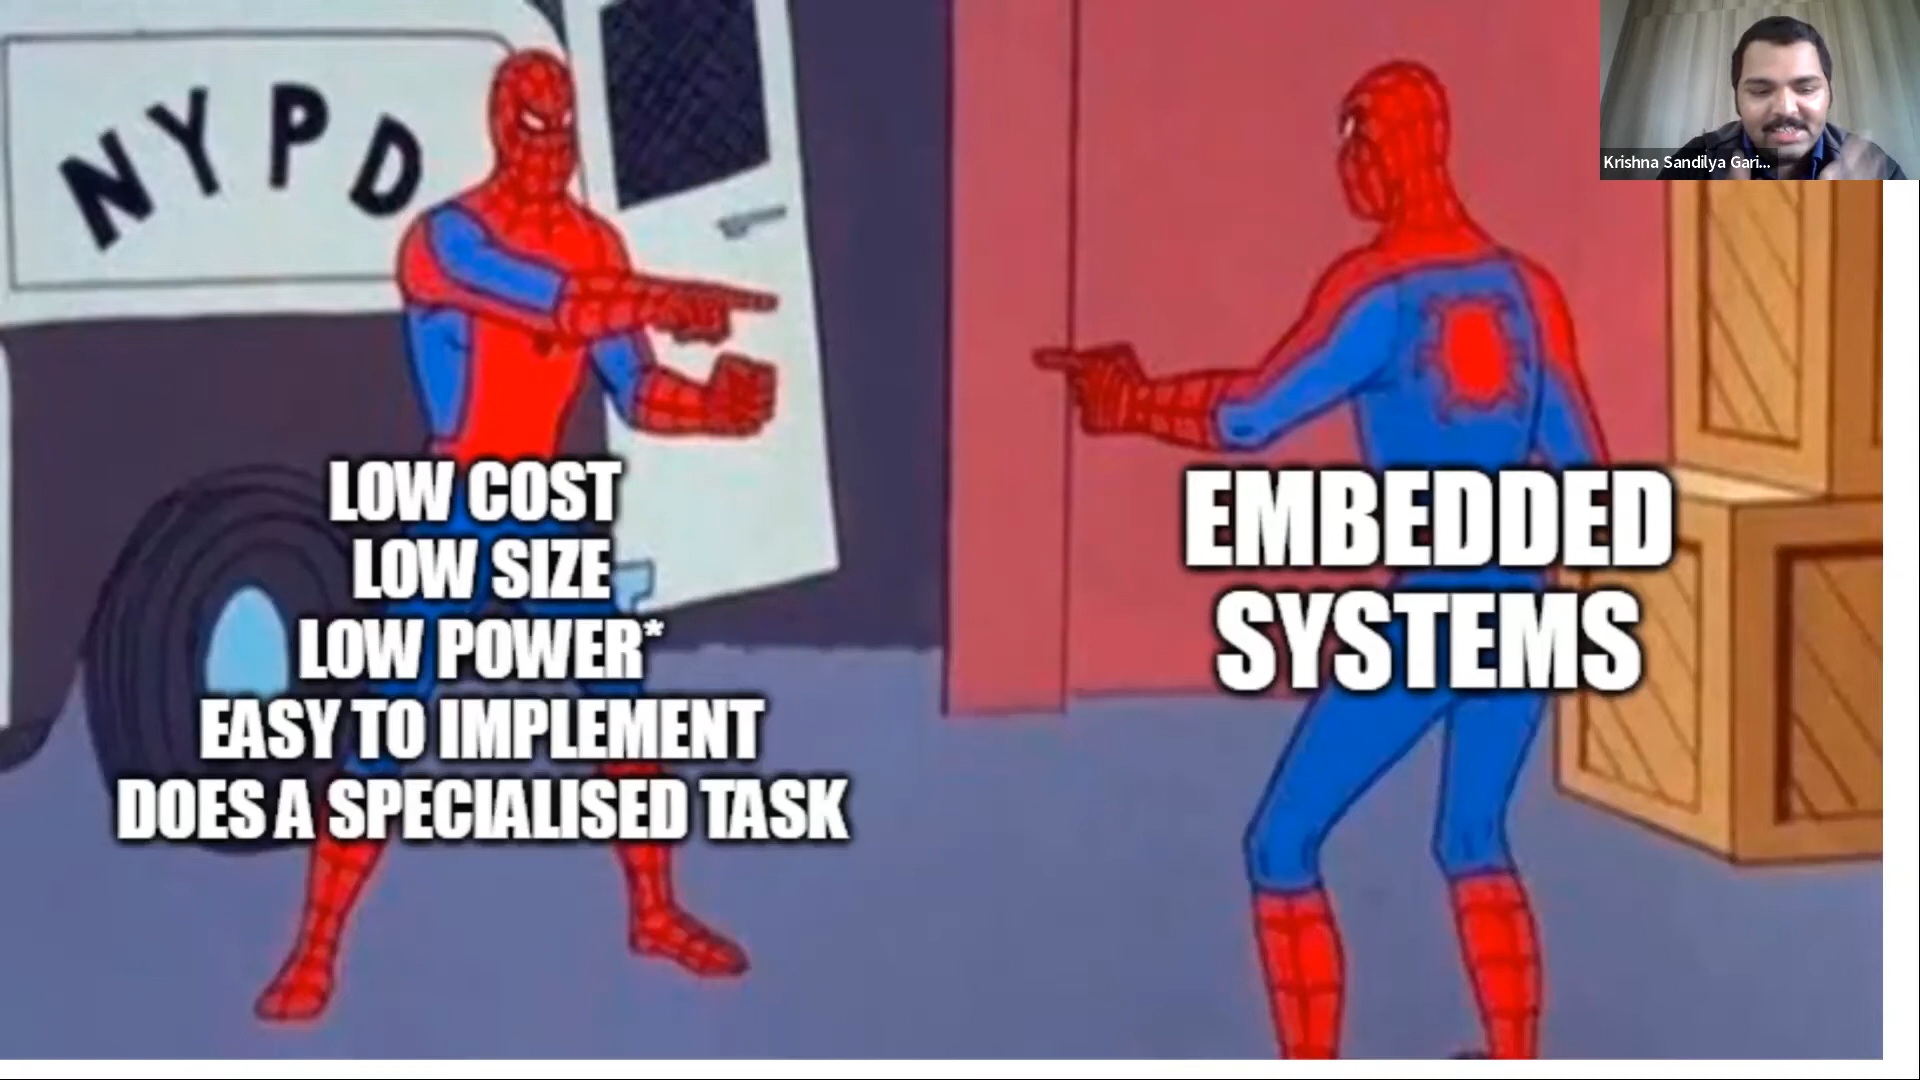 NYPD
Krishna Sandilya Gari...
LOW COST
LOW SIZE
LOW POWER*
EASY TO IMPLEMENT
DOES A SPECIALISED TASK
EMBEDDED
SYSTEMS